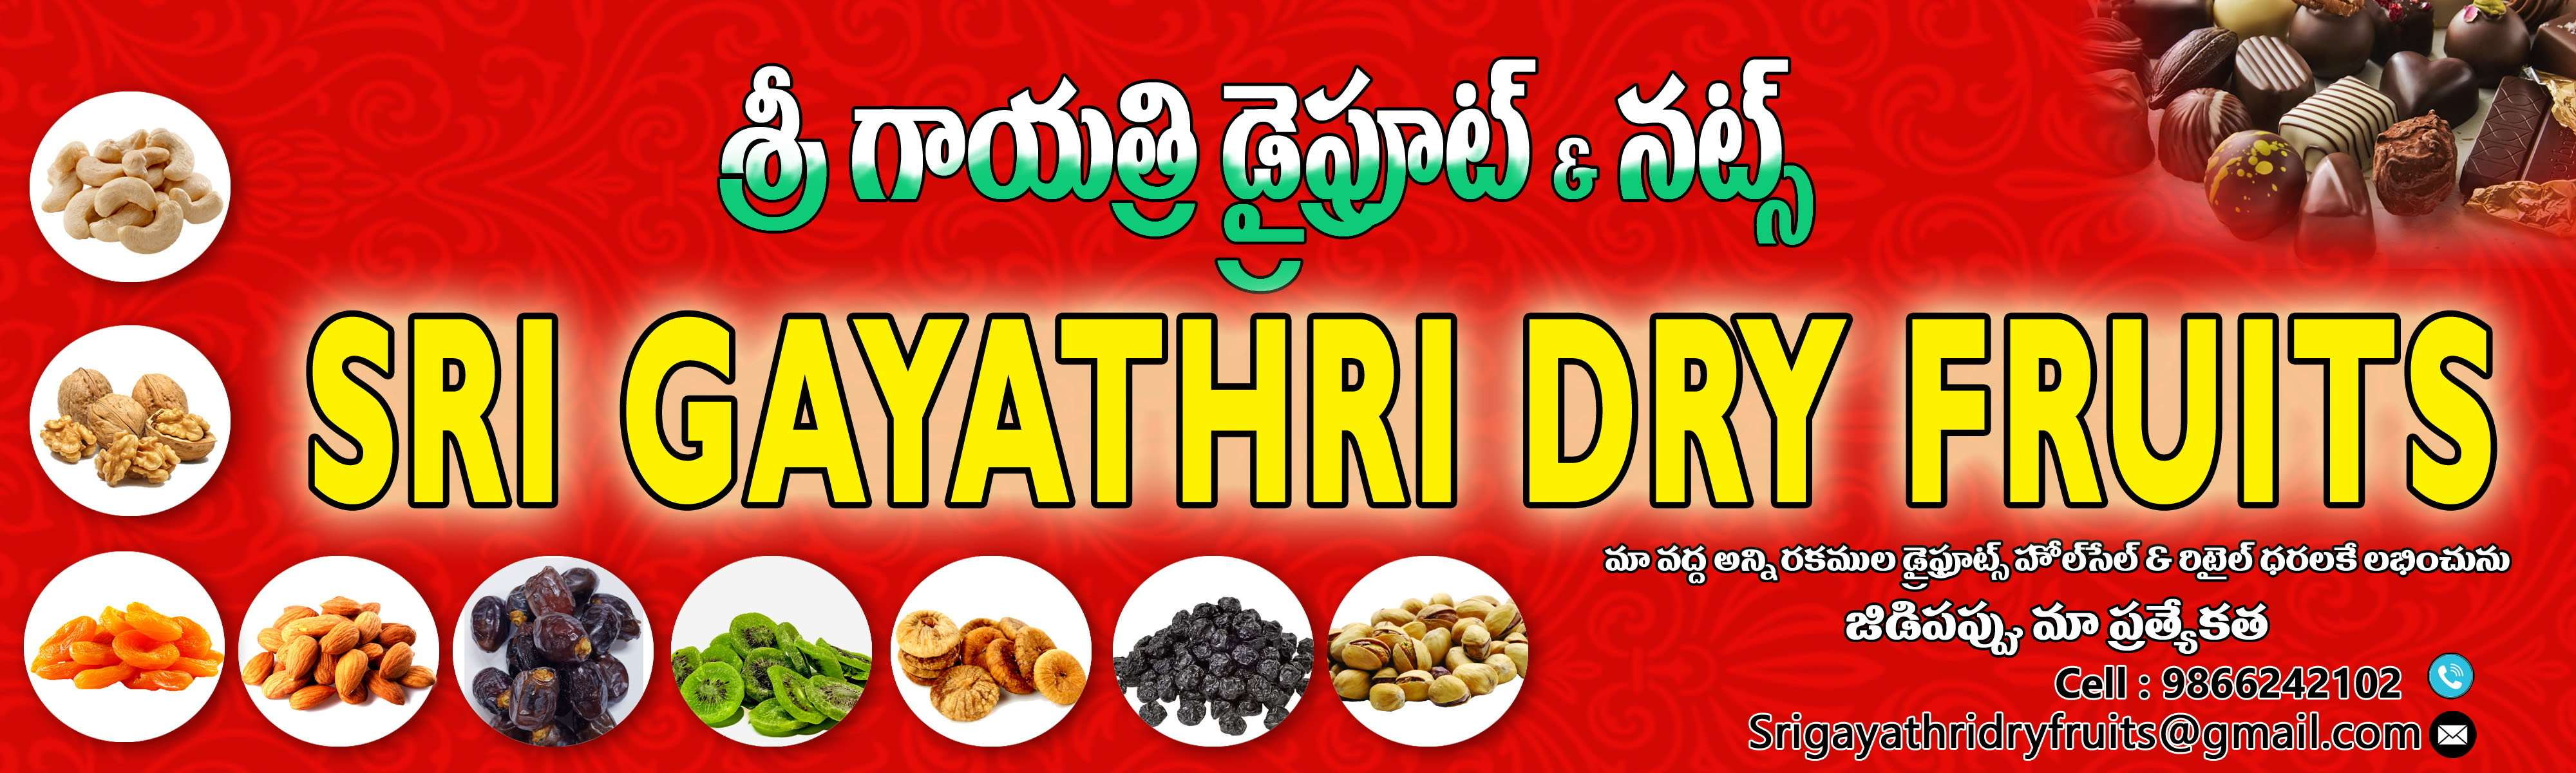 శ్రీ గాయత్రి డ్రైఫ్రూట్ & నట్స్
SRI GAYATHRI DRY FRUITS
మా వద్ద అన్ని రకముల డ్రైఫ్రూట్స్ హోల్‌సేల్ & రిటైల్ ధరలకే లభించును
జిడిపప్పు మా ప్రత్యేకత
Cell : 9866242102
Srigayathridryfruits@gmail.com